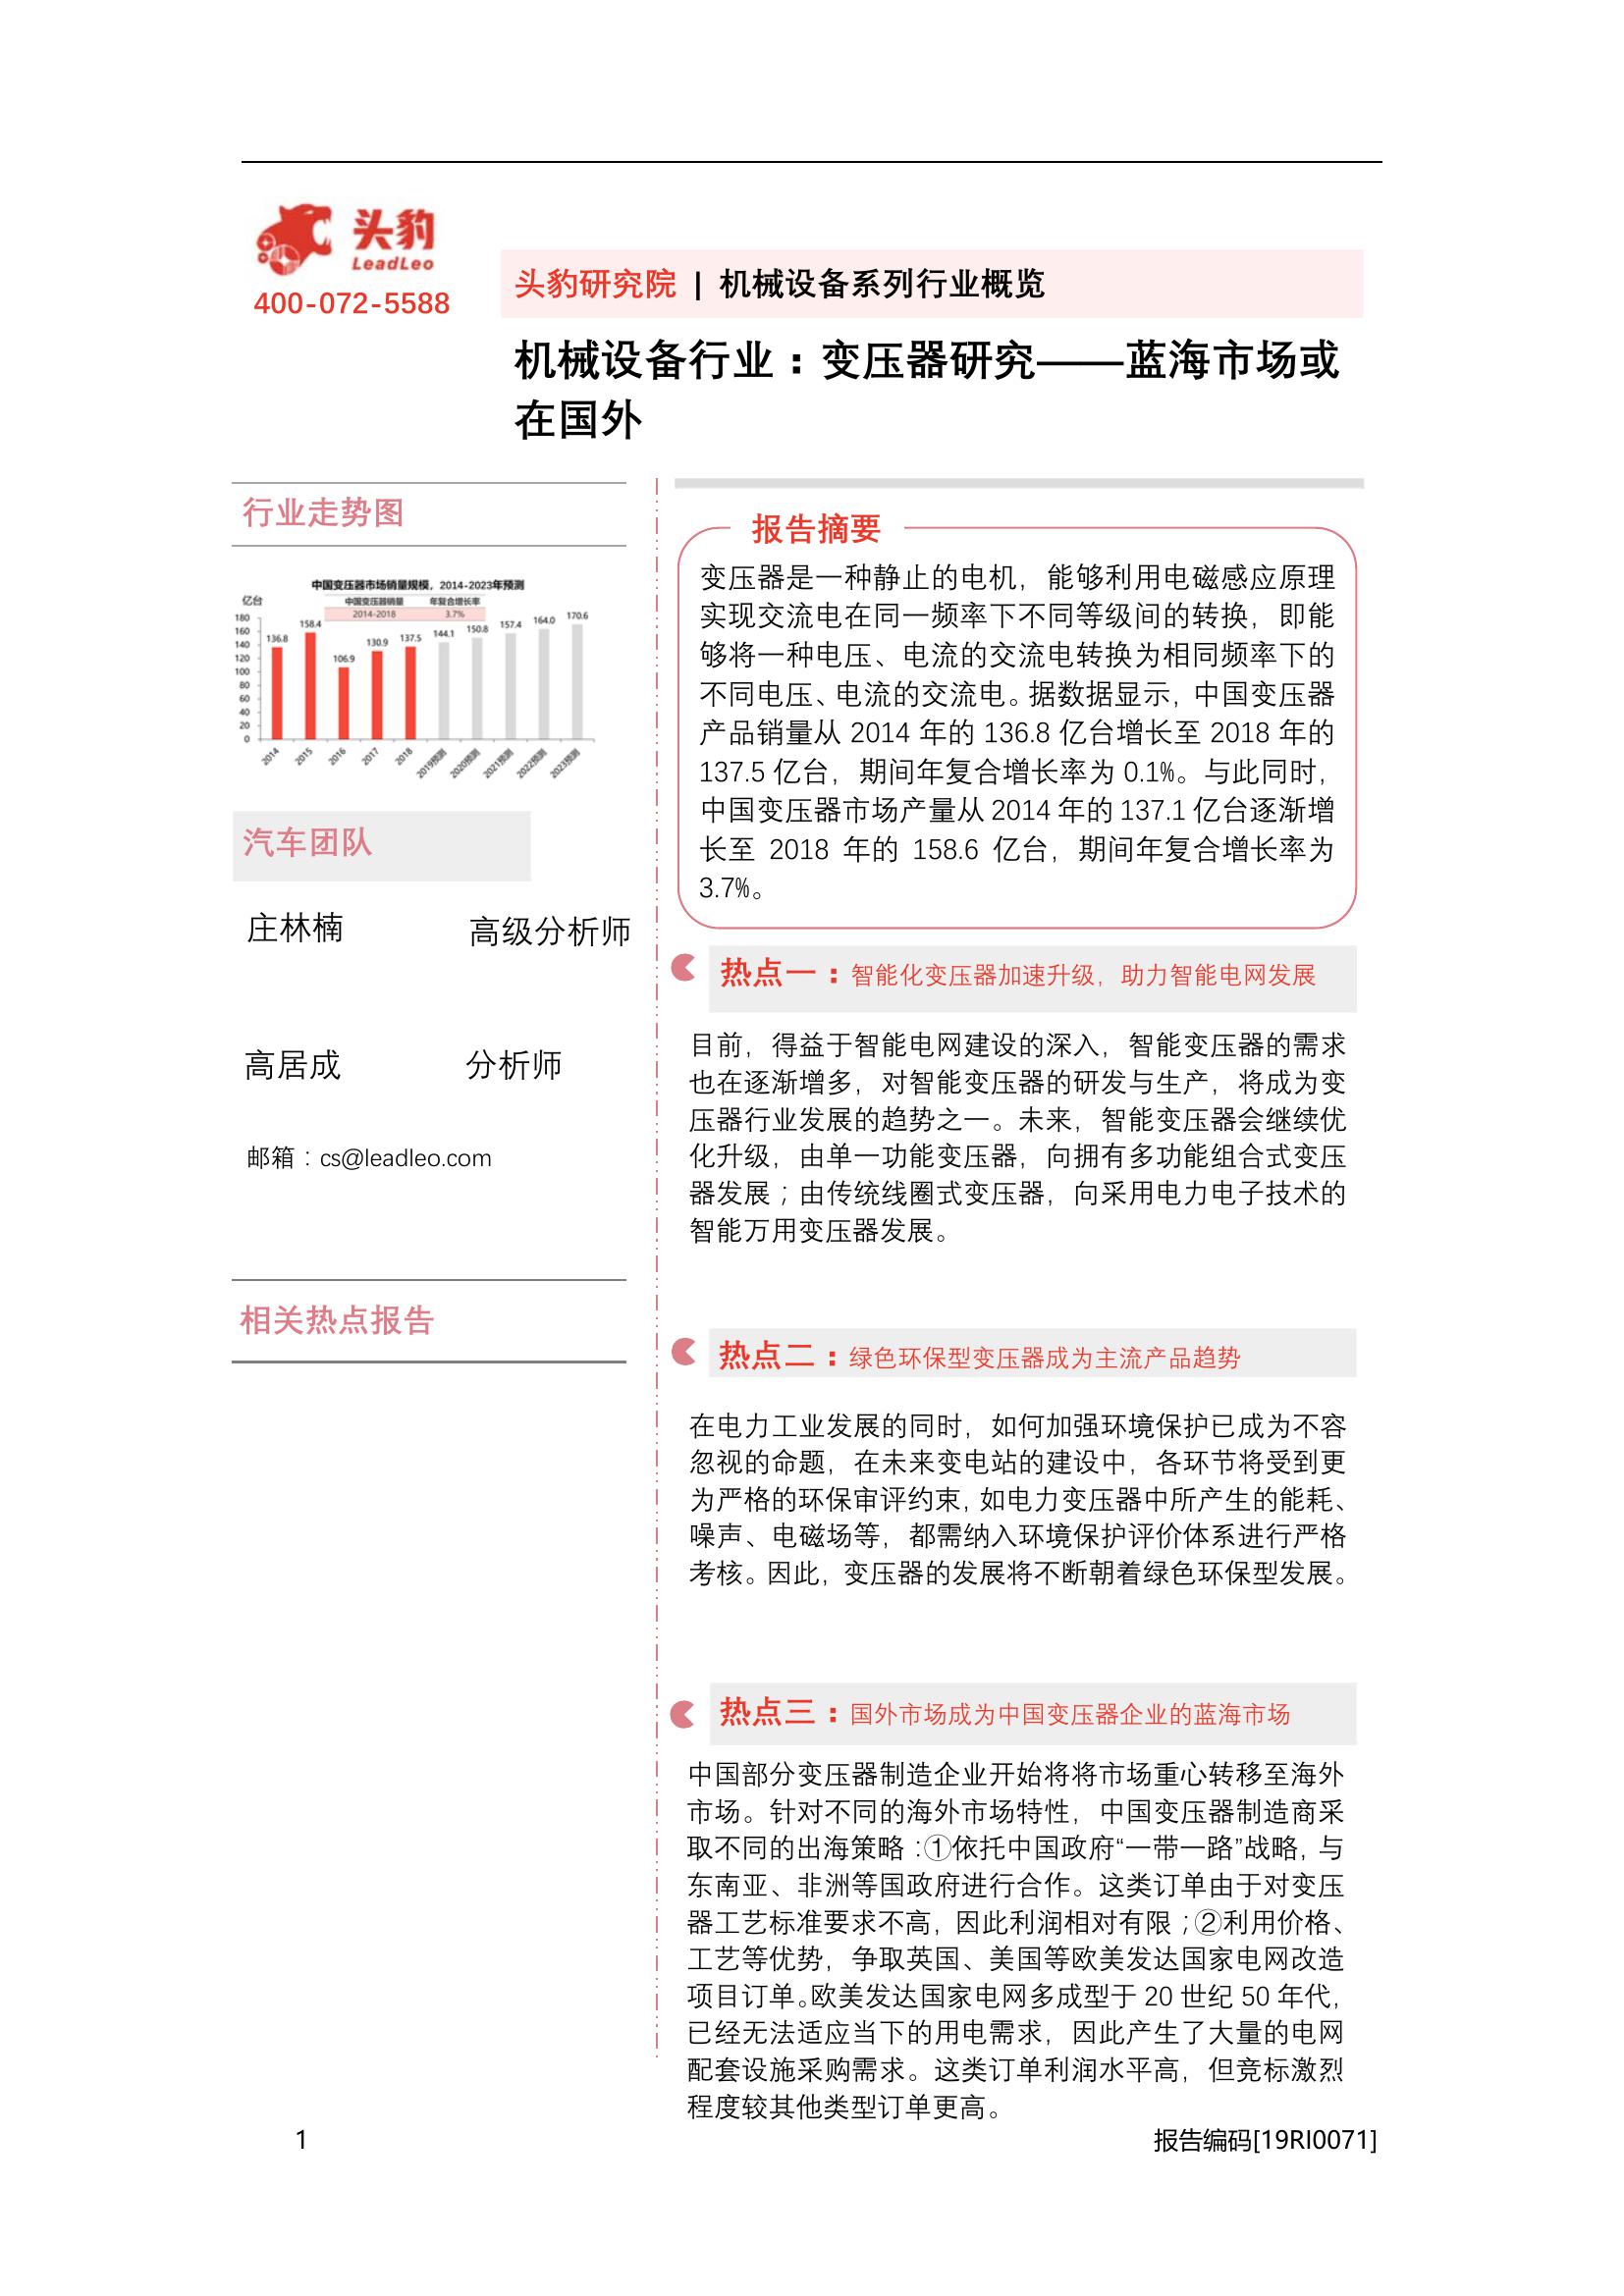 头豹
LeadLeo
400-072-5588
头豹研究院 | 机械设备系列行业概览
机械设备行业：变压器研究——蓝海市场或
在国外
行业走势图
中国变压器市场销量规模，2014-2023年预测
亿台
中国变压器销量 年复合增长率
2014-2018 3.7%
180
160
140
120
100
80
60
40
20
0
136.8 158.4 106.9 130.9 137.5 144.1 150.8 157.4 164.0 170.6
2014 2015 2016 2017 2018 2019预测 2020预测 2021预测 2022预测 2023预测
汽车团队
庄林楠 高级分析师
高居成 分析师
邮箱：cs@leadleo.com
相关热点报告
报告摘要
变压器是一种静止的电机，能够利用电磁感应原理
实现交流电在同一频率下不同等级间的转换，即能
够将一种电压、电流的交流电转换为相同频率下的
不同电压、电流的交流电。据数据显示，中国变压器
产品销量从 2014 年的 136.8 亿台增长至 2018 年的
137.5 亿台，期间年复合增长率为 0.1%。与此同时，
中国变压器市场产量从 2014 年的 137.1 亿台逐渐增
长至 2018 年的 158.6 亿台，期间年复合增长率为
3.7%。
热点一：智能化变压器加速升级，助力智能电网发展
目前，得益于智能电网建设的深入，智能变压器的需求
也在逐渐增多，对智能变压器的研发与生产，将成为变
压器行业发展的趋势之一。未来，智能变压器会继续优
化升级，由单一功能变压器，向拥有多功能组合式变压
器发展；由传统线圈式变压器，向采用电力电子技术的
智能万用变压器发展。
热点二：绿色环保型变压器成为主流产品趋势
在电力工业发展的同时，如何加强环境保护已成为不容
忽视的命题，在未来变电站的建设中，各环节将受到更
为严格的环保审评约束，如电力变压器中所产生的能耗、
噪声、电磁场等，都需纳入环境保护评价体系进行严格
考核。因此，变压器的发展将不断朝着绿色环保型发展。
热点三：国外市场成为中国变压器企业的蓝海市场
中国部分变压器制造企业开始将将市场重心转移至海外
市场。针对不同的海外市场特性，中国变压器制造商采
取不同的出海策略：①依托中国政府“一带一路”战略，与
东南亚、非洲等国政府进行合作。这类订单由于对变压
器工艺标准要求不高，因此利润相对有限；②利用价格、
工艺等优势，争取英国、美国等欧美发达国家电网改造
项目订单。欧美发达国家电网多成型于 20 世纪 50 年代，
已经无法适应当下的用电需求，因此产生了大量的电网
配套设施采购需求。这类订单利润水平高，但竞标激烈
程度较其他类型订单更高。
1 报告编码[19RI0071]